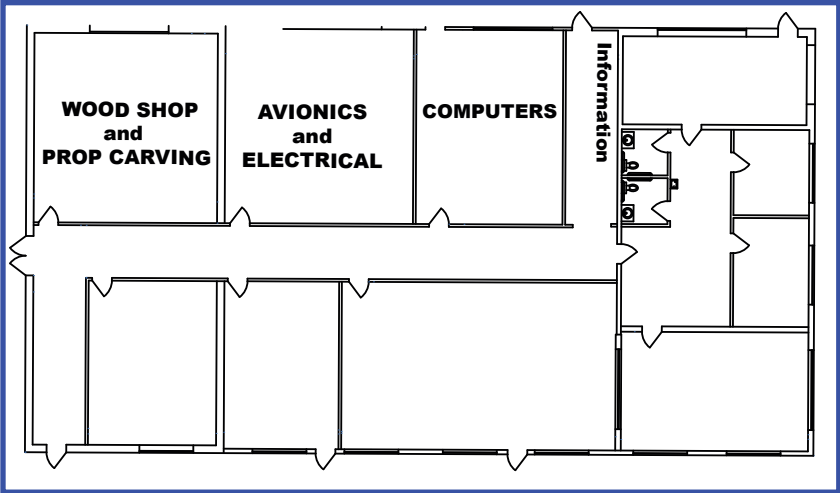 WOOD SHOP
and
PROP CARVING
AVIONICS
and
ELECTRICAL
COMPUTERS
Information